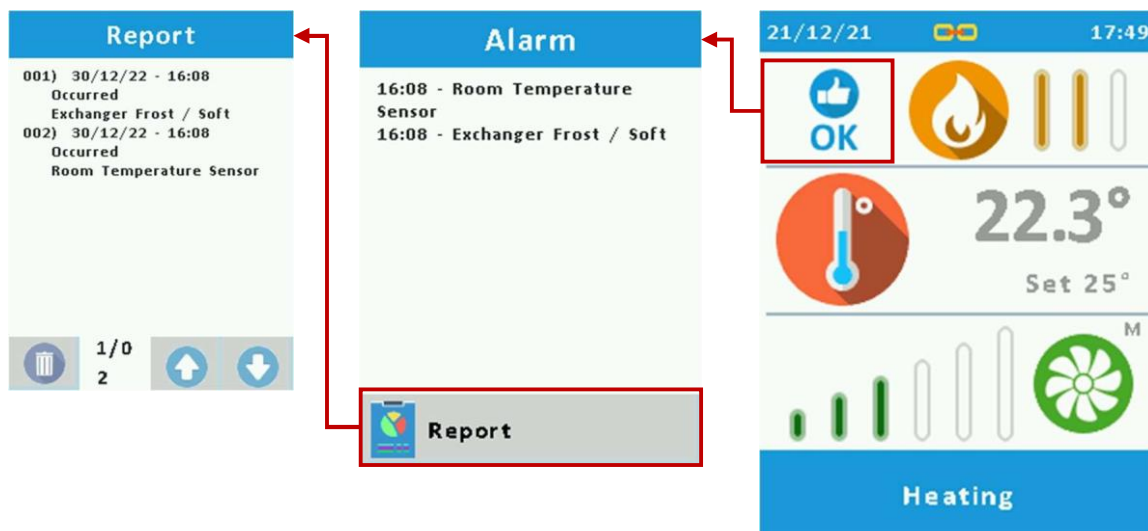 Report
001) 30/12/22 - 16:08
Occurred
Exchanger Frost / Soft
002) 30/12/22 - 16:08
Occurred
Room Temperature Sensor
1/0
2
Alarm
16:08 - Room Temperature
Sensor
16:08 - Exchanger Frost / Soft
Report
21/12/21
17:49
OK
22.3°
Set 25°
M
Heating